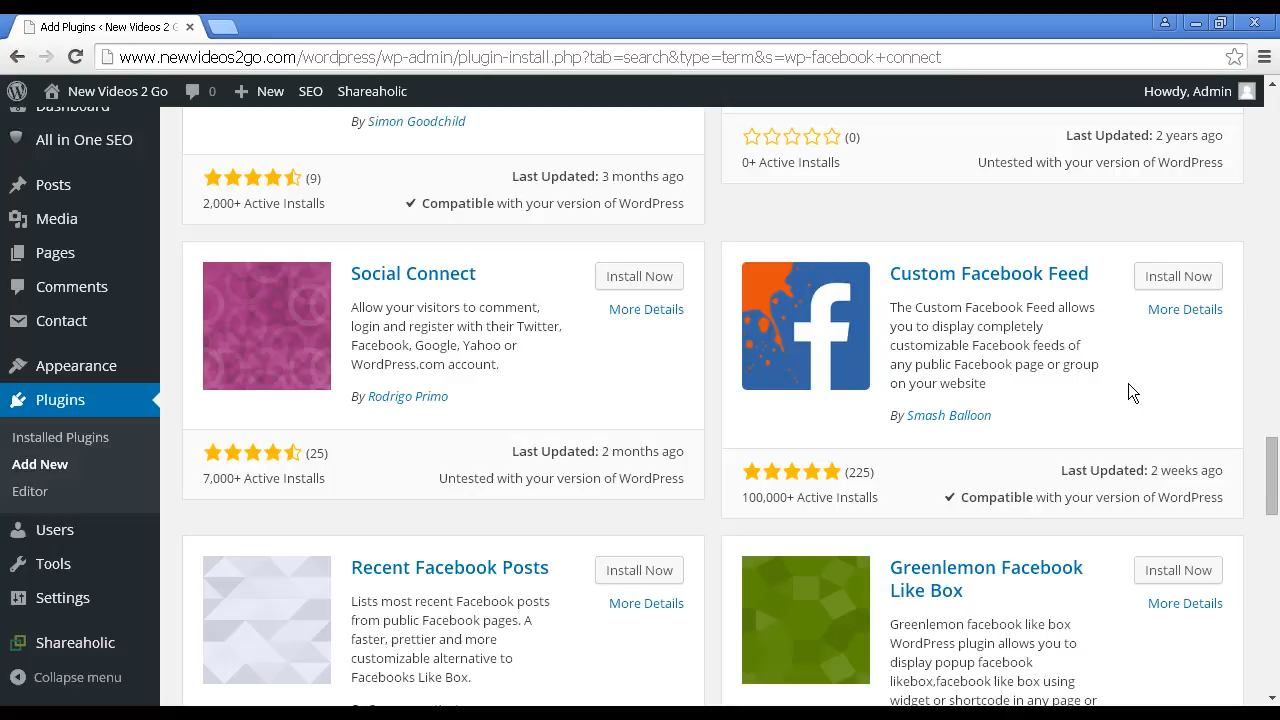 Add Plugins ‹ New Videos 2 G
www.newvideos2go.com/wordpress/wp-admin/plugin-install.php?tab=search&type=term&s=wp-facebook+connect
New Videos 2 Go
0
New
SEO
Shareaholic
Howdy, Admin
Dashboard
All in One SEO
Posts
Media
Pages
Comments
Contact
Appearance
Plugins
Installed Plugins
Add New
Editor
Users
Tools
Settings
Shareaholic
Collapse menu
By Simon Goodchild
(9)
Last Updated: 3 months ago
2,000+ Active Installs
Compatible with your version of WordPress
(0)
Last Updated: 2 years ago
0+ Active Installs
Untested with your version of WordPress
Social Connect
Install Now
More Details
Allow your visitors to comment,
login and register with their Twitter,
Facebook, Google, Yahoo or
WordPress.com account.
By Rodrigo Primo
(25)
Last Updated: 2 months ago
7,000+ Active Installs
Untested with your version of WordPress
Custom Facebook Feed
Install Now
More Details
The Custom Facebook Feed allows
you to display completely
customizable Facebook feeds of
any public Facebook page or group
on your website
By Smash Balloon
(225)
Last Updated: 2 weeks ago
100,000+ Active Installs
Compatible with your version of WordPress
Recent Facebook Posts
Install Now
More Details
Lists most recent Facebook posts
from public Facebook pages. A
faster, prettier and more
customizable alternative to
Facebooks Like Box.
Greenlemon Facebook
Like Box
Install Now
More Details
Greenlemon facebook like box
WordPress plugin allows you to
display popup facebook
likebox,facebook like box using
widget or shortcode in any page or